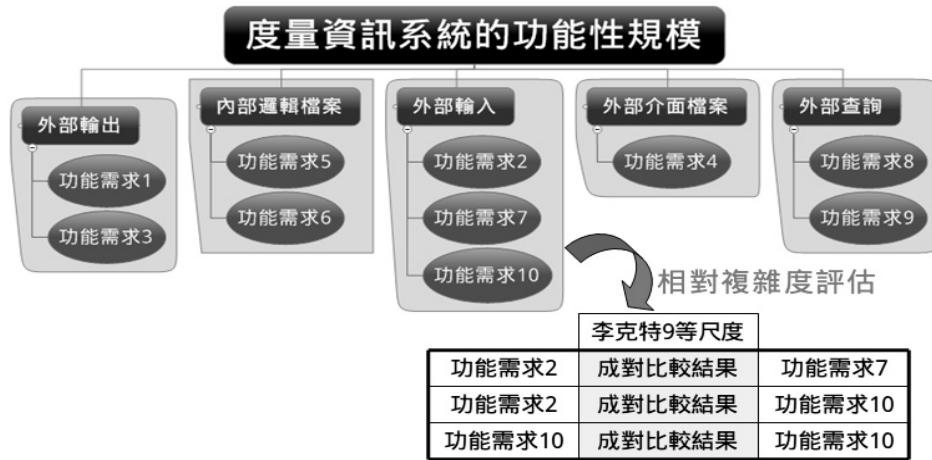 度量資訊系統的功能性規模
外部輸出
功能需求1
功能需求3
內部邏輯檔案
功能需求5
功能需求6
外部輸入
功能需求2
功能需求7
功能需求10
外部介面檔案
功能需求4
外部查詢
功能需求8
功能需求9
相對複雜度評估
李克特9等尺度
功能需求2 成對比較結果 功能需求7
功能需求2 成對比較結果 功能需求10
功能需求10 成對比較結果 功能需求10